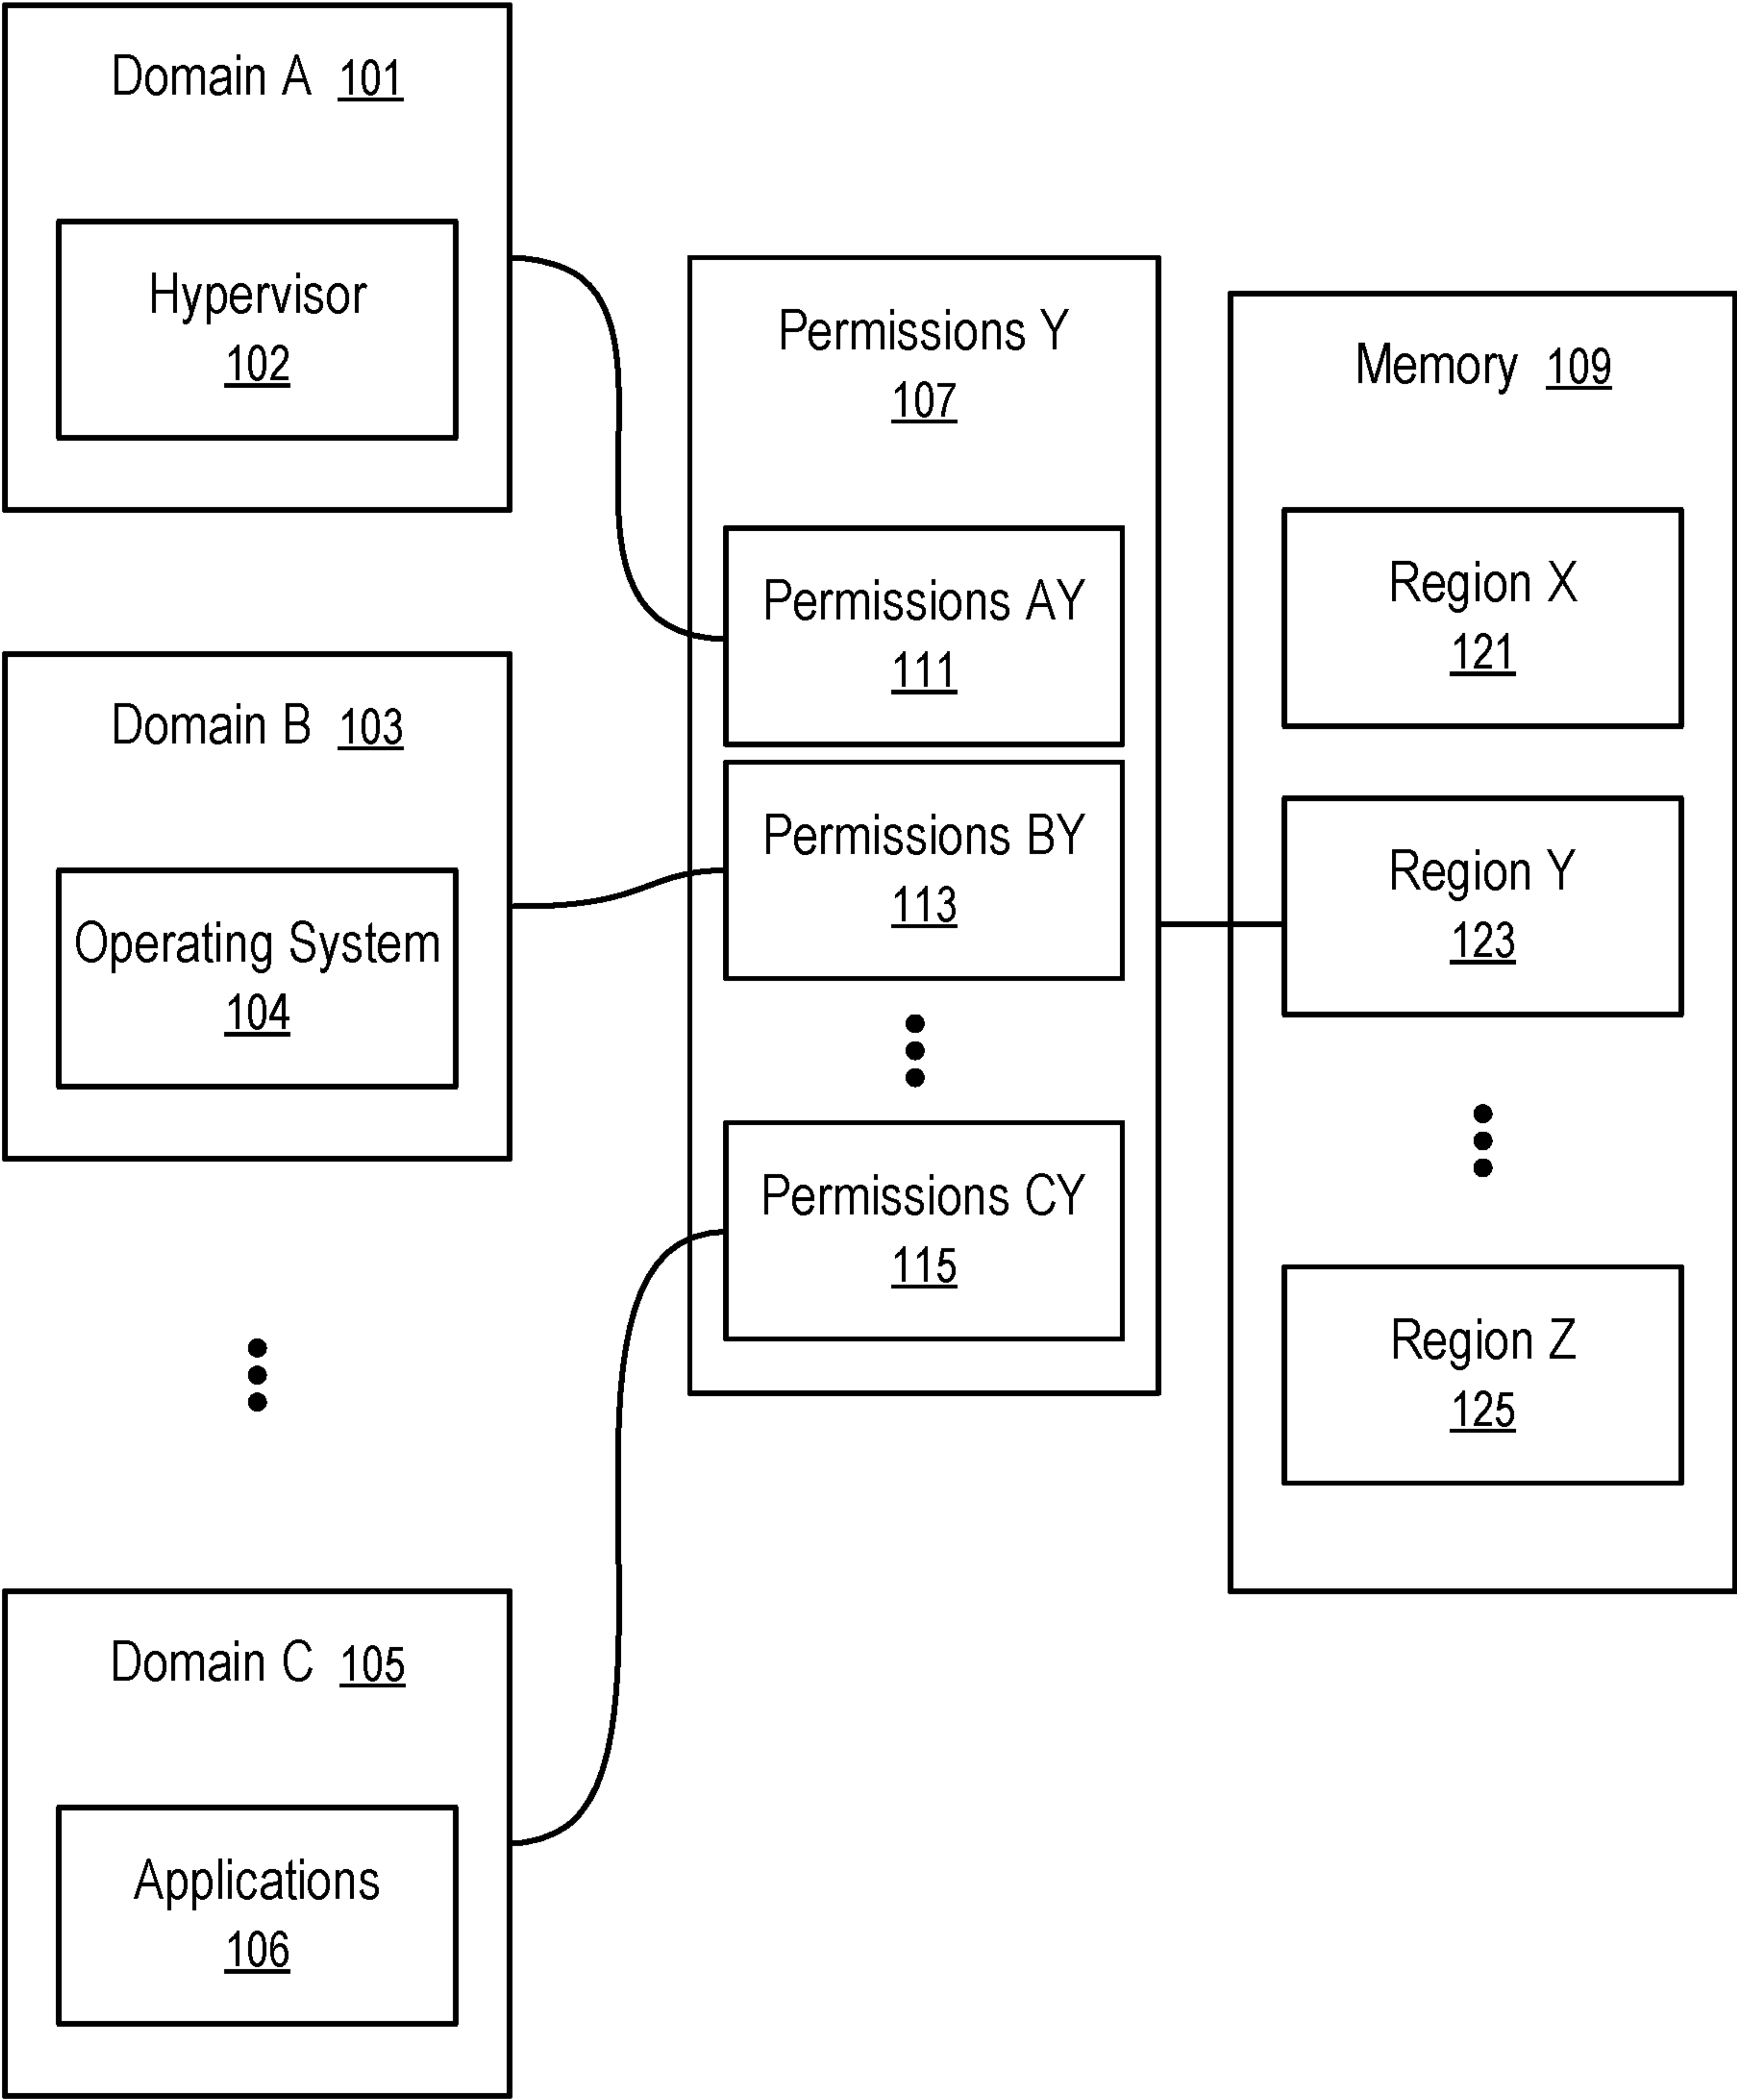 Domain A 101
Hypervisor
102
Domain B 103
Operating System
104
Domain C 105
Applications
106
Permissions Y
107
Permissions AY
111
Permissions BY
113
Permissions CY
115
Memory 109
Region X
121
Region Y
123
Region Z
125